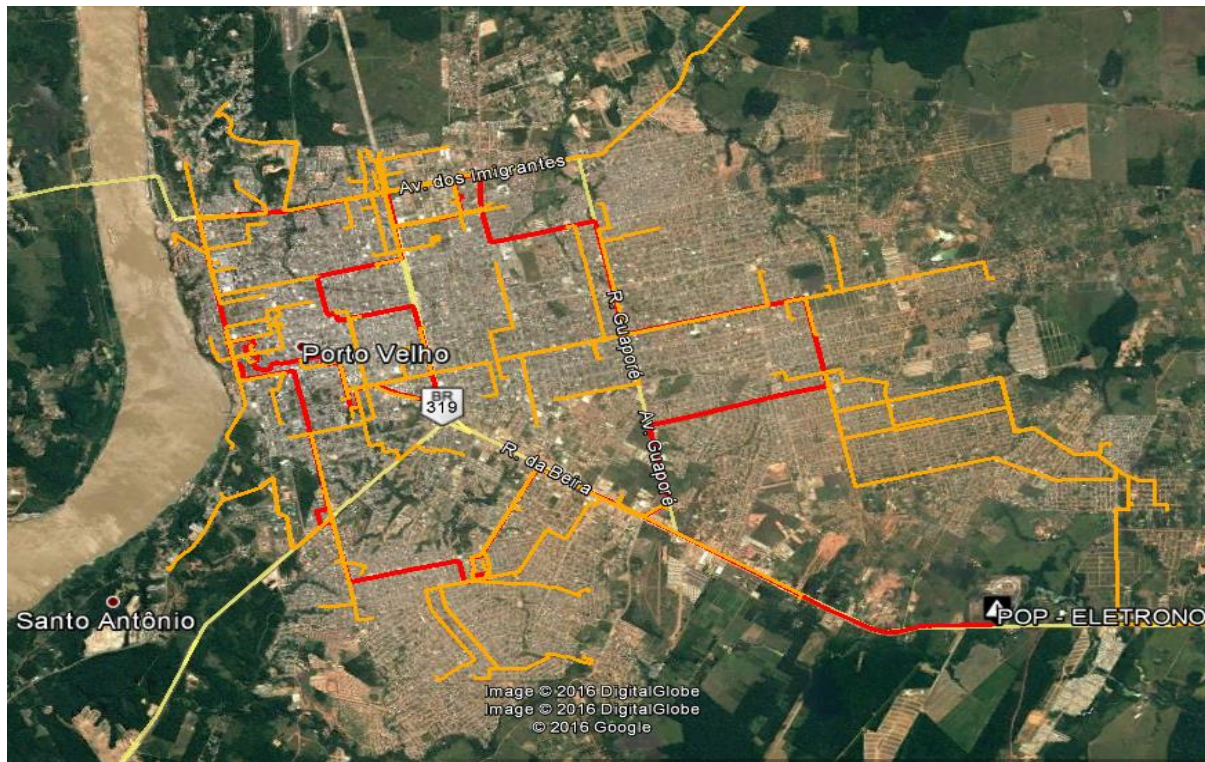 Av. dos Imigrantes
R. Guaporé
Porto Velho
BR
319
Av. Guaporé
R. da Beira
Santo Antônio
POP - ELETRONO
Image © 2016 DigitalGlobe
Image © 2016 DigitalGlobe
© 2016 Google